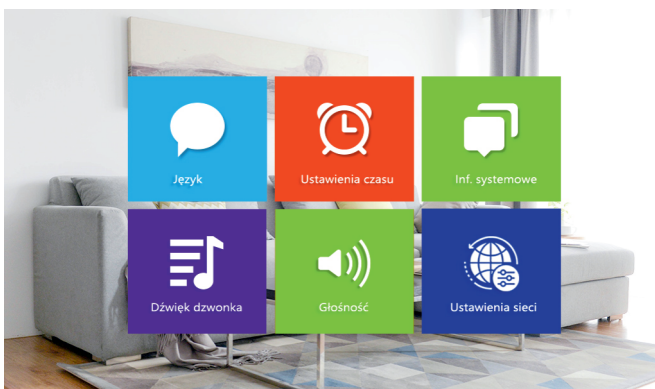 Język
Ustawienia czasu
Inf. systemowe
Dźwięk dzwonka
Głośność
Ustawienia sieci